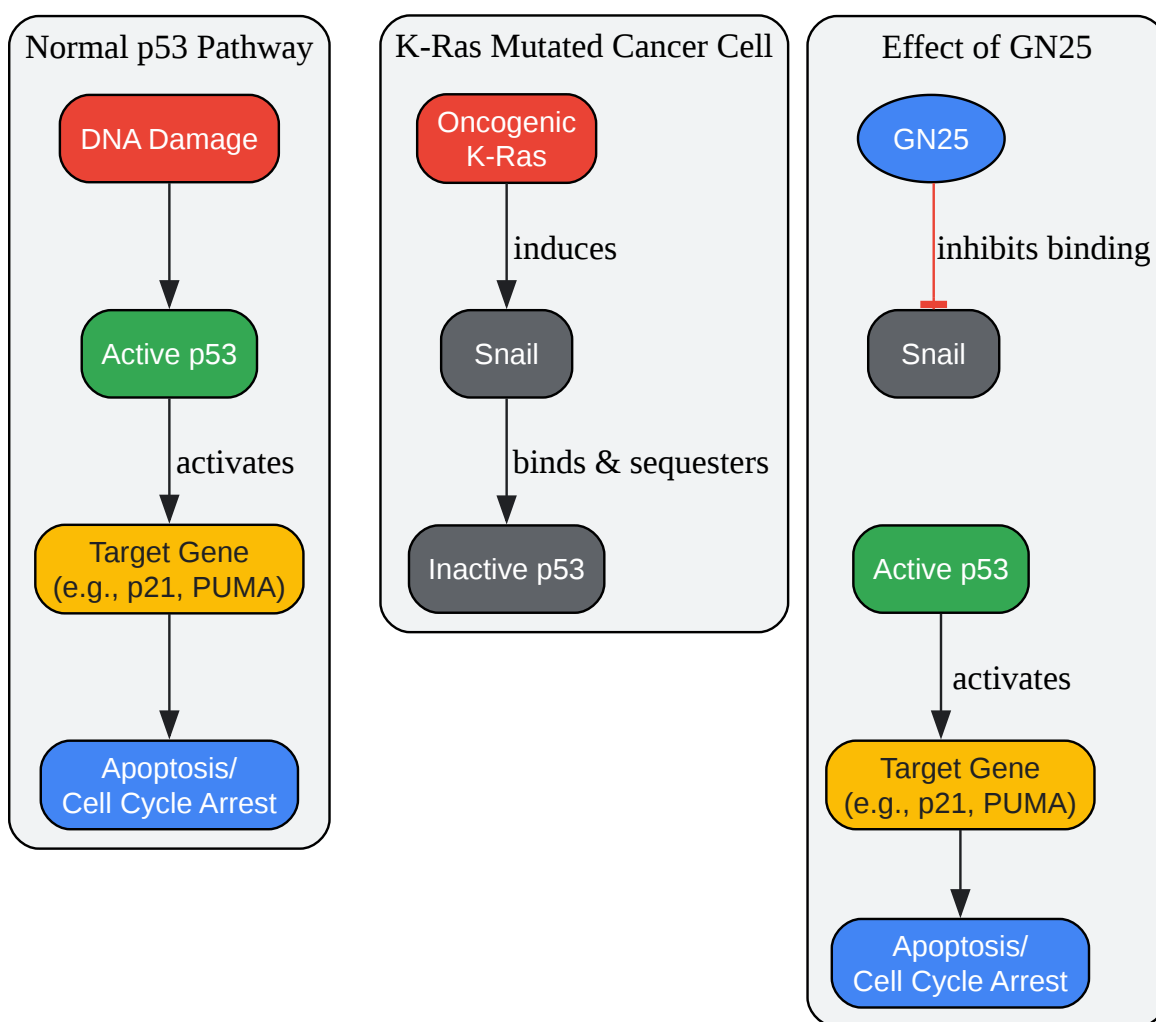 Normal p53 Pathway
DNA Damage
Active p53
activates
Target Gene
(e.g., p21, PUMA)
Apoptosis/
Cell Cycle Arrest
K-Ras Mutated Cancer Cell
Oncogenic
K-Ras
induces
Snail
binds & sequesters
Inactive p53
Effect of GN25
GN25
inhibits binding
Snail
Active p53
activates
Target Gene
(e.g., p21, PUMA)
Apoptosis/
Cell Cycle Arrest